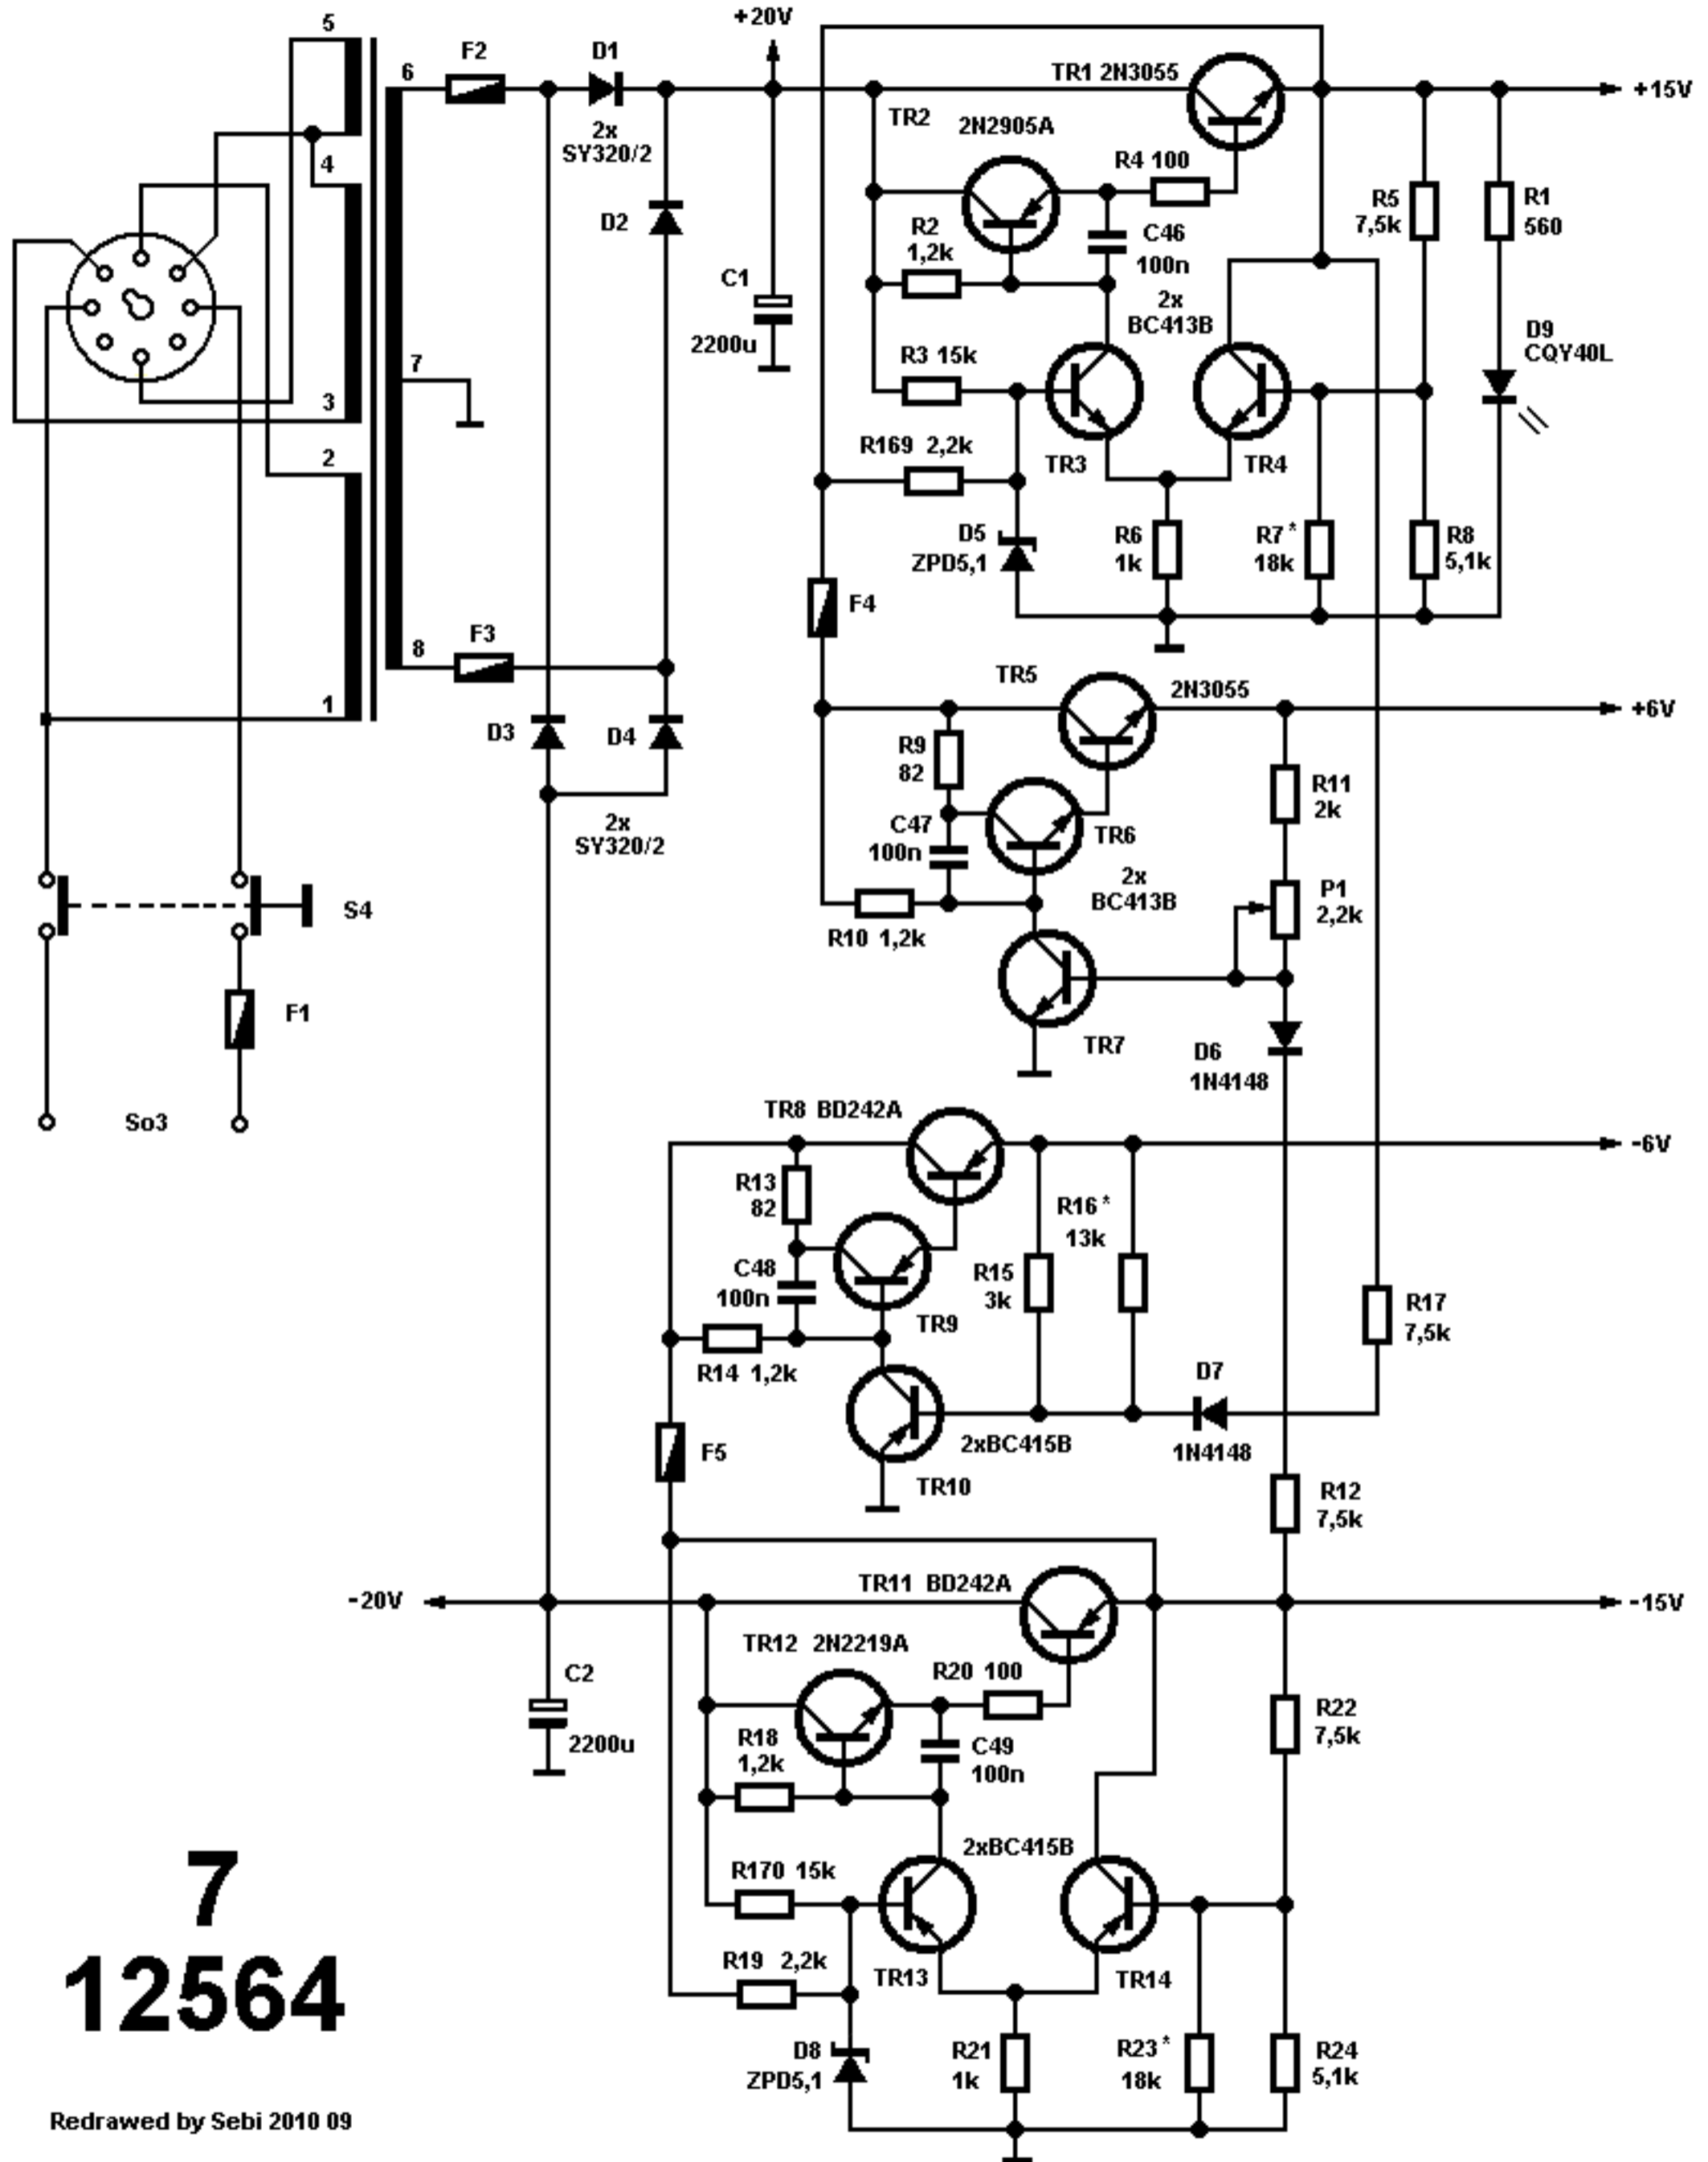 5
6
F2
D1
+20V
TR1 2N3055
+15V
2x
SY320/2
TR2
2N2905A
4
D2
R4 100
R5
7,5k
R1
560
R2
1,2k
C46
100n
C1
2200u
2x
BC413B
D9
CQY40L
7
R3 15k
3
R169 2,2k
TR3
TR4
2
D5
ZPD5,1
R6
1k
R7*
18k
R8
5,1k
F4
8
F3
TR5
2N3055
+6V
1
D3
D4
R9
82
R11
2k
2x
SY320/2
C47
100n
TR6
2x
BC413B
P1
2,2k
S4
R10 1,2k
F1
TR7
D6
1N4148
So3
TR8 BD242A
-6V
R13
82
R16*
13k
C48
100n
R15
3k
TR9
R17
7,5k
R14 1,2k
D7
F5
2xBC415B
1N4148
TR10
R12
7,5k
-20V
TR11 BD242A
-15V
TR12 2N2219A
C2
2200u
R20 100
R22
7,5k
R18
1,2k
C49
100n
2xBC415B
R170 15k
7
12564
R19 2,2k
TR13
TR14
D8
ZPD5,1
R21
1k
R23*
18k
R24
5,1k
Redrawed by Sebi 2010 09